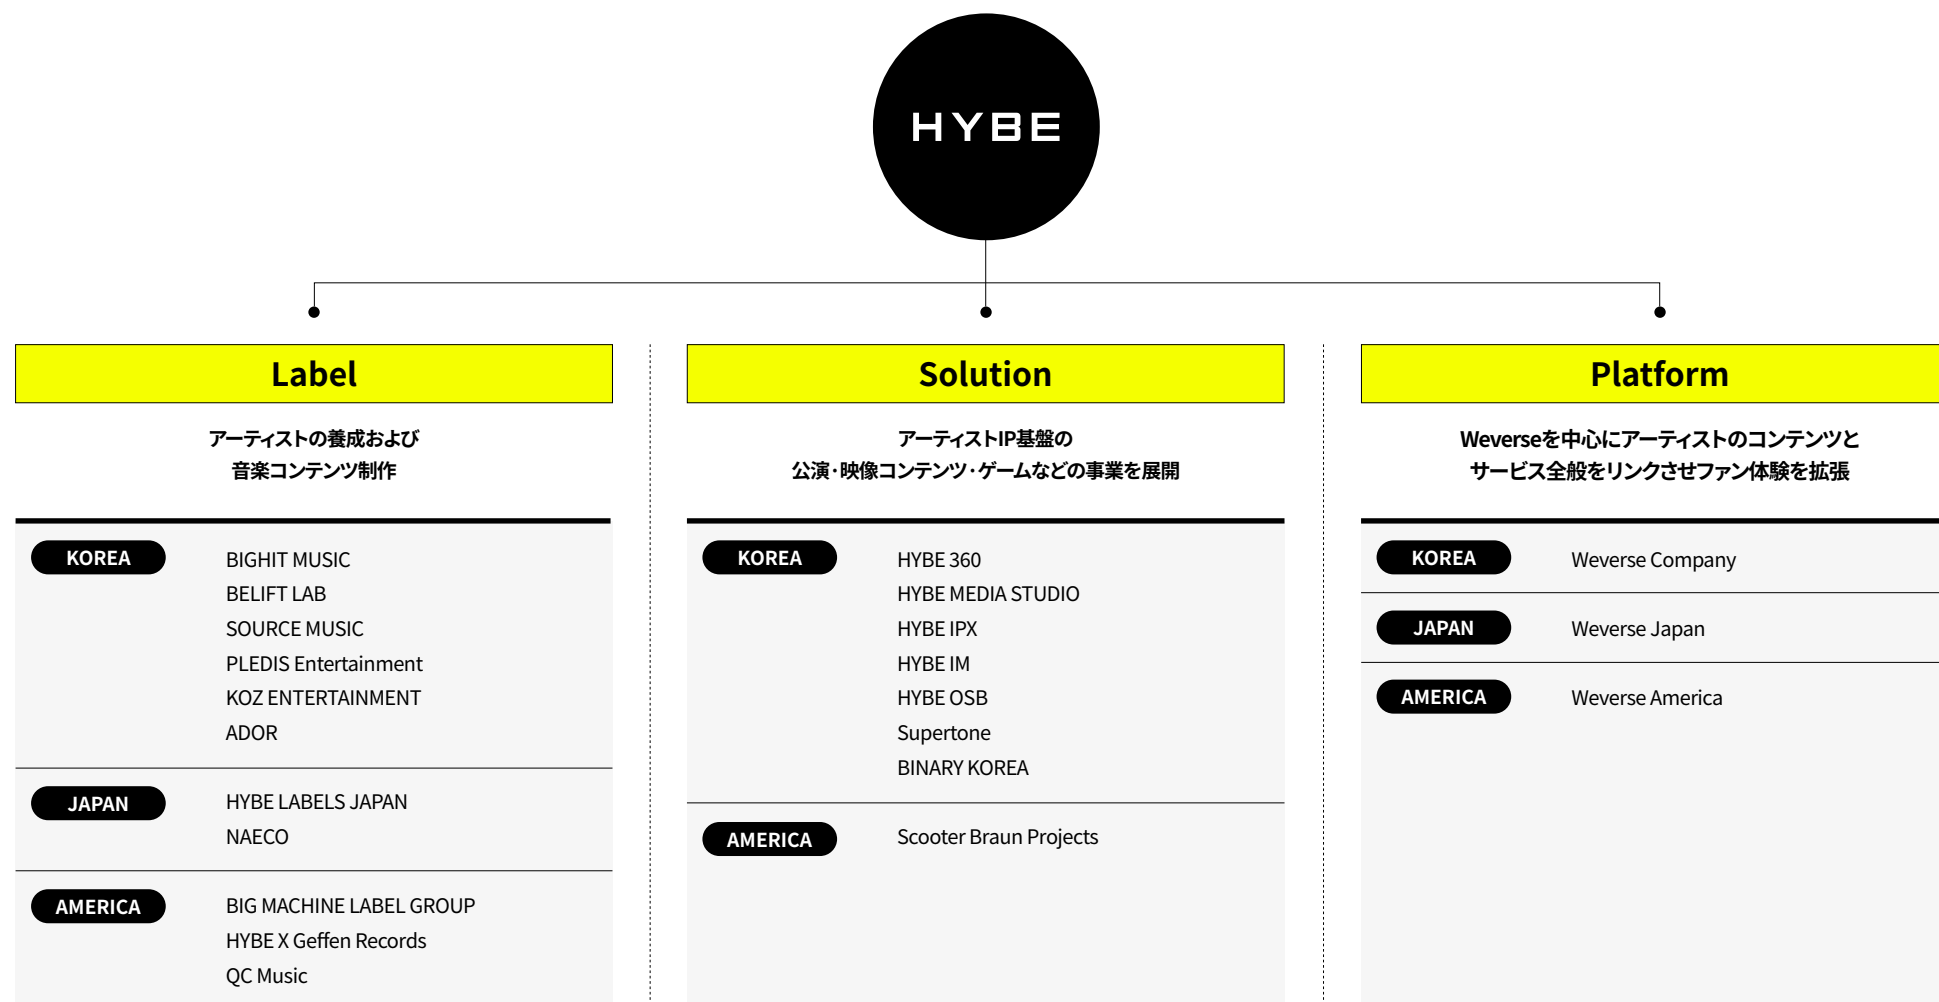 HYBE
Label
アーティストの養成および
音楽コンテンツ制作
KOREA
BIGHIT MUSIC
BELIFT LAB
SOURCE MUSIC
PLEDIS Entertainment
KOZ ENTERTAINMENT
ADOR
JAPAN
HYBE LABELS JAPAN
NAECO
AMERICA
BIG MACHINE LABEL GROUP
HYBE X Geffen Records
QC Music
Solution
アーティストIP基盤の
公演·映像コンテンツ·ゲームなどの事業を展開
KOREA
HYBE 360
HYBE MEDIA STUDIO
HYBE IPX
HYBE IM
HYBE OSB
Supertone
BINARY KOREA
AMERICA
Scooter Braun Projects
Platform
Weverseを中心にアーティストのコンテンツと
サービス全般をリンクさせファン体験を拡張
KOREA
Weverse Company
JAPAN
Weverse Japan
AMERICA
Weverse America